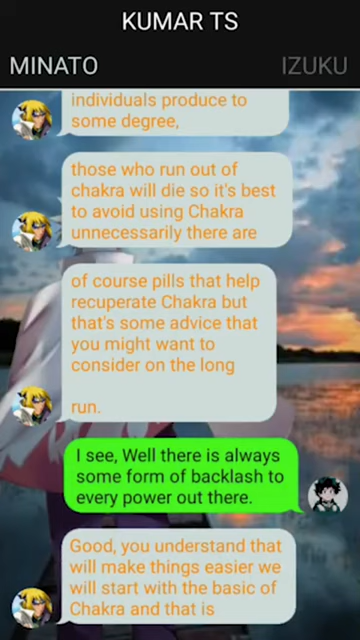 KUMAR TS
MINATO IZUKU
individuals produce to
some degree,
those who run out of
chakra will die so it's best
to avoid using Chakra
unnecessarily there are
of course pills that help
recuperate Chakra but
that's some advice that
you might want to
consider on the long
run.
I see, Well there is always
some form of backlash to
every power out there.
Good, you understand that
will make things easier we
will start with the basic of
Chakra and that is